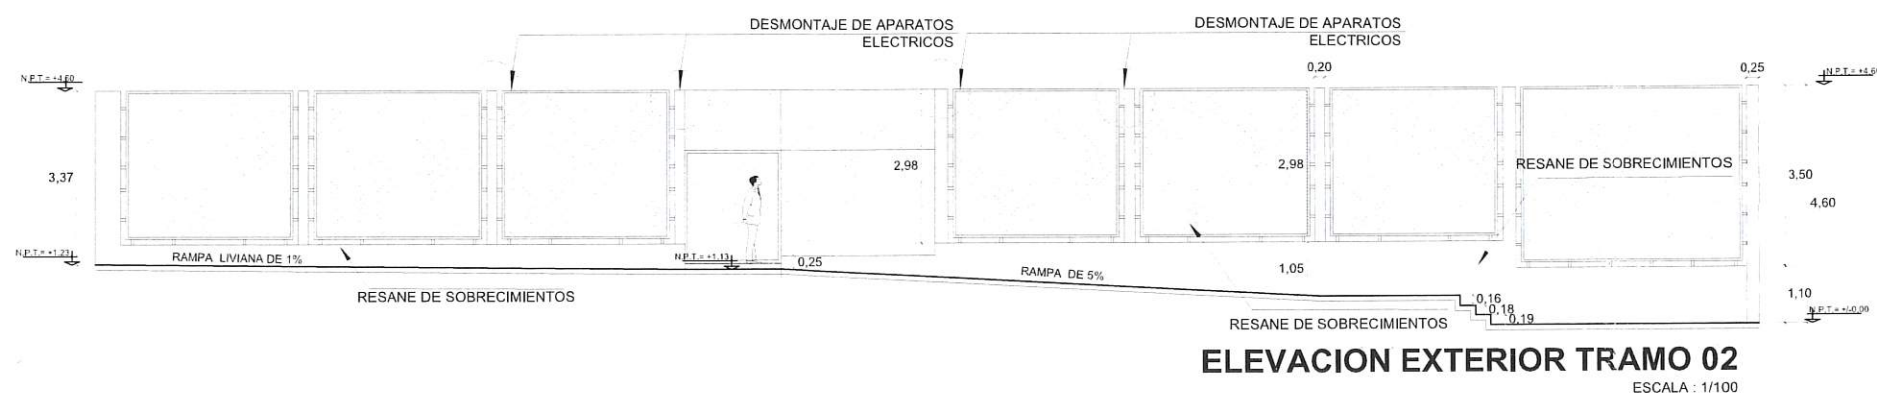 DESMONTAJE DE APARATOS
ELECTRICOS
DESMONTAJE DE APARATOS
ELECTRICOS
0,20
0,25
N.P.T.= +4.60
N.P.T.= +4.60
3,37
2,98
2,98
RESANE DE SOBRECIMIENTOS
3.50
4.60
N.P.T.= +1.23
RAMPA LIVIANA DE 1%
N.P.T.= +1.13
0,25
RAMPA DE 5%
1,05
RESANE DE SOBRECIMIENTOS
0,16
0,18
0,19
1,10
N.P.T.= +/-0.00
RESANE DE SOBRECIMIENTOS
ELEVACION EXTERIOR TRAMO 02
ESCALA : 1/100